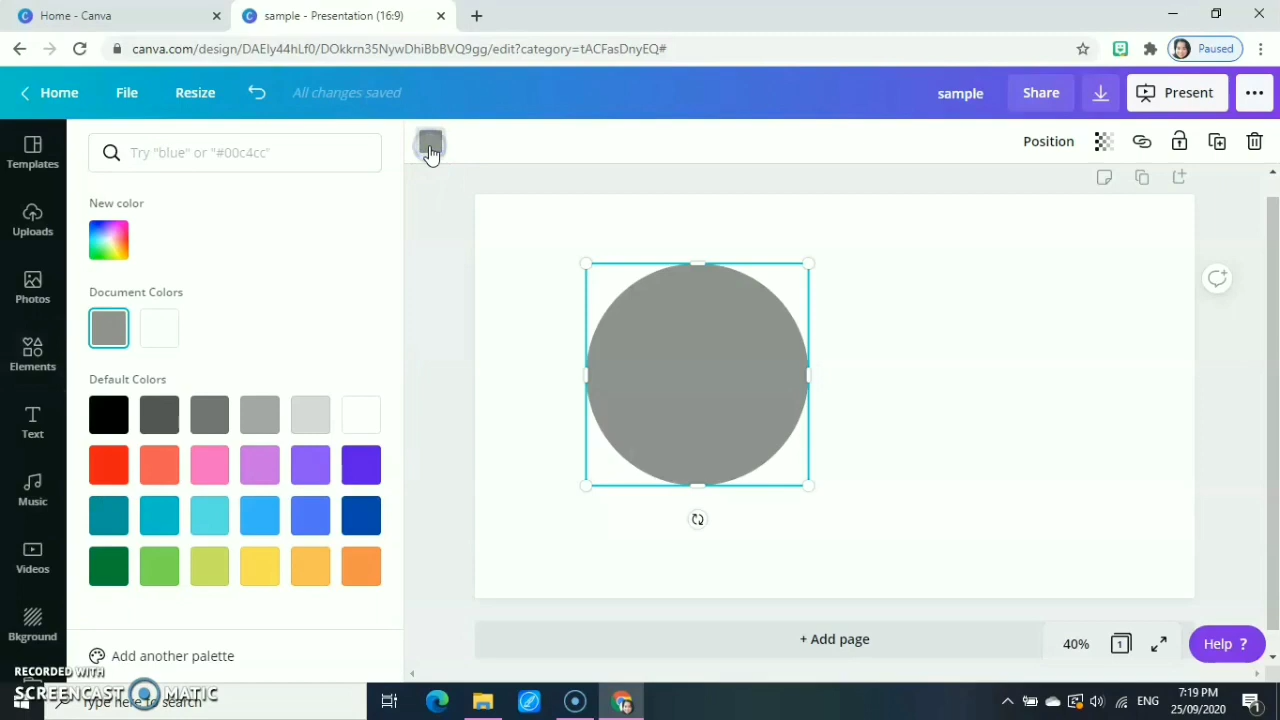 Home - Canva
sample - Presentation (16:9)
canva.com/design/DAEIy44hLf0/DOkkrn35NywDhiBbBVQ9gg/edit?category=tACFasDnyEQ#
Paused
Home
File
Resize
All changes saved
sample
Share
Present
Templates
Uploads
Photos
Elements
Text
Music
Videos
Bkground
Try "blue" or "#00c4cc"
New color
Document Colors
Default Colors
Add another palette
Position
+ Add page
40%
1
Help ?
RECORDED WITH
SCREENCAST MATIC
Type here to search
ENG
7:19 PM
25/09/2020
1